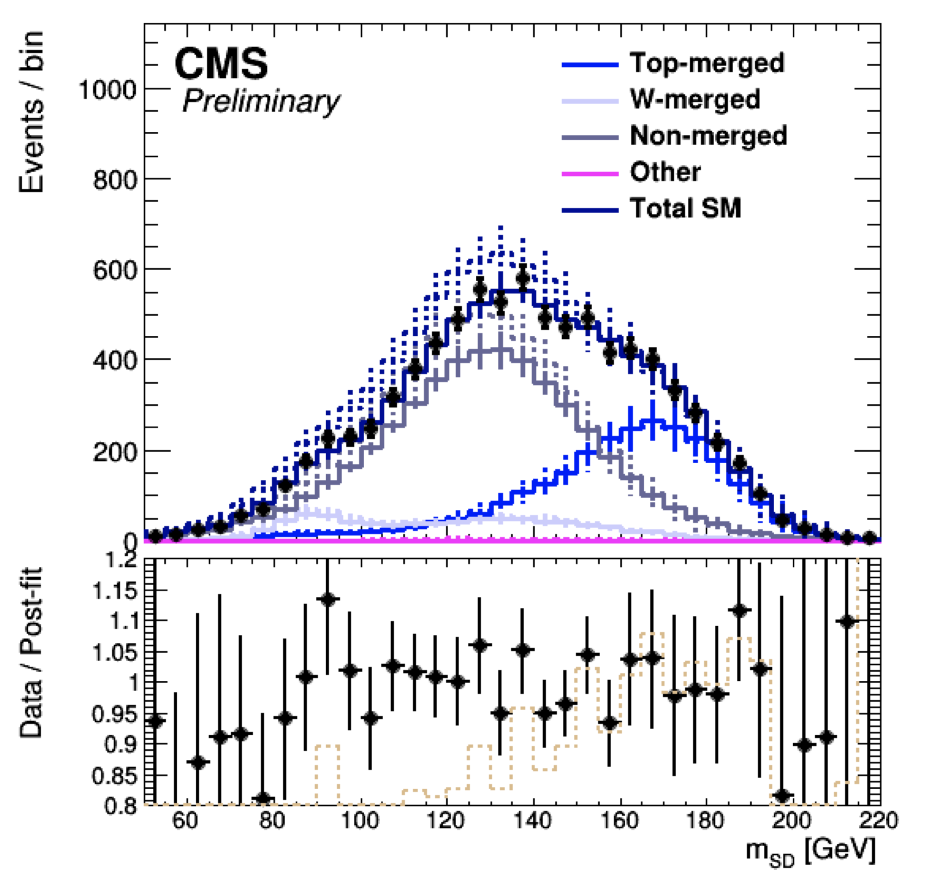 CMS
Preliminary
Top-merged
W-merged
Non-merged
Other
Total SM
Events / bin
1000
800
600
400
200
0
Data / Post-fit
1.2
1.15
1.1
1.05
1
0.95
0.9
0.85
0.8
60 80 100 120 140 160 180 200 220
m_SD [GeV]